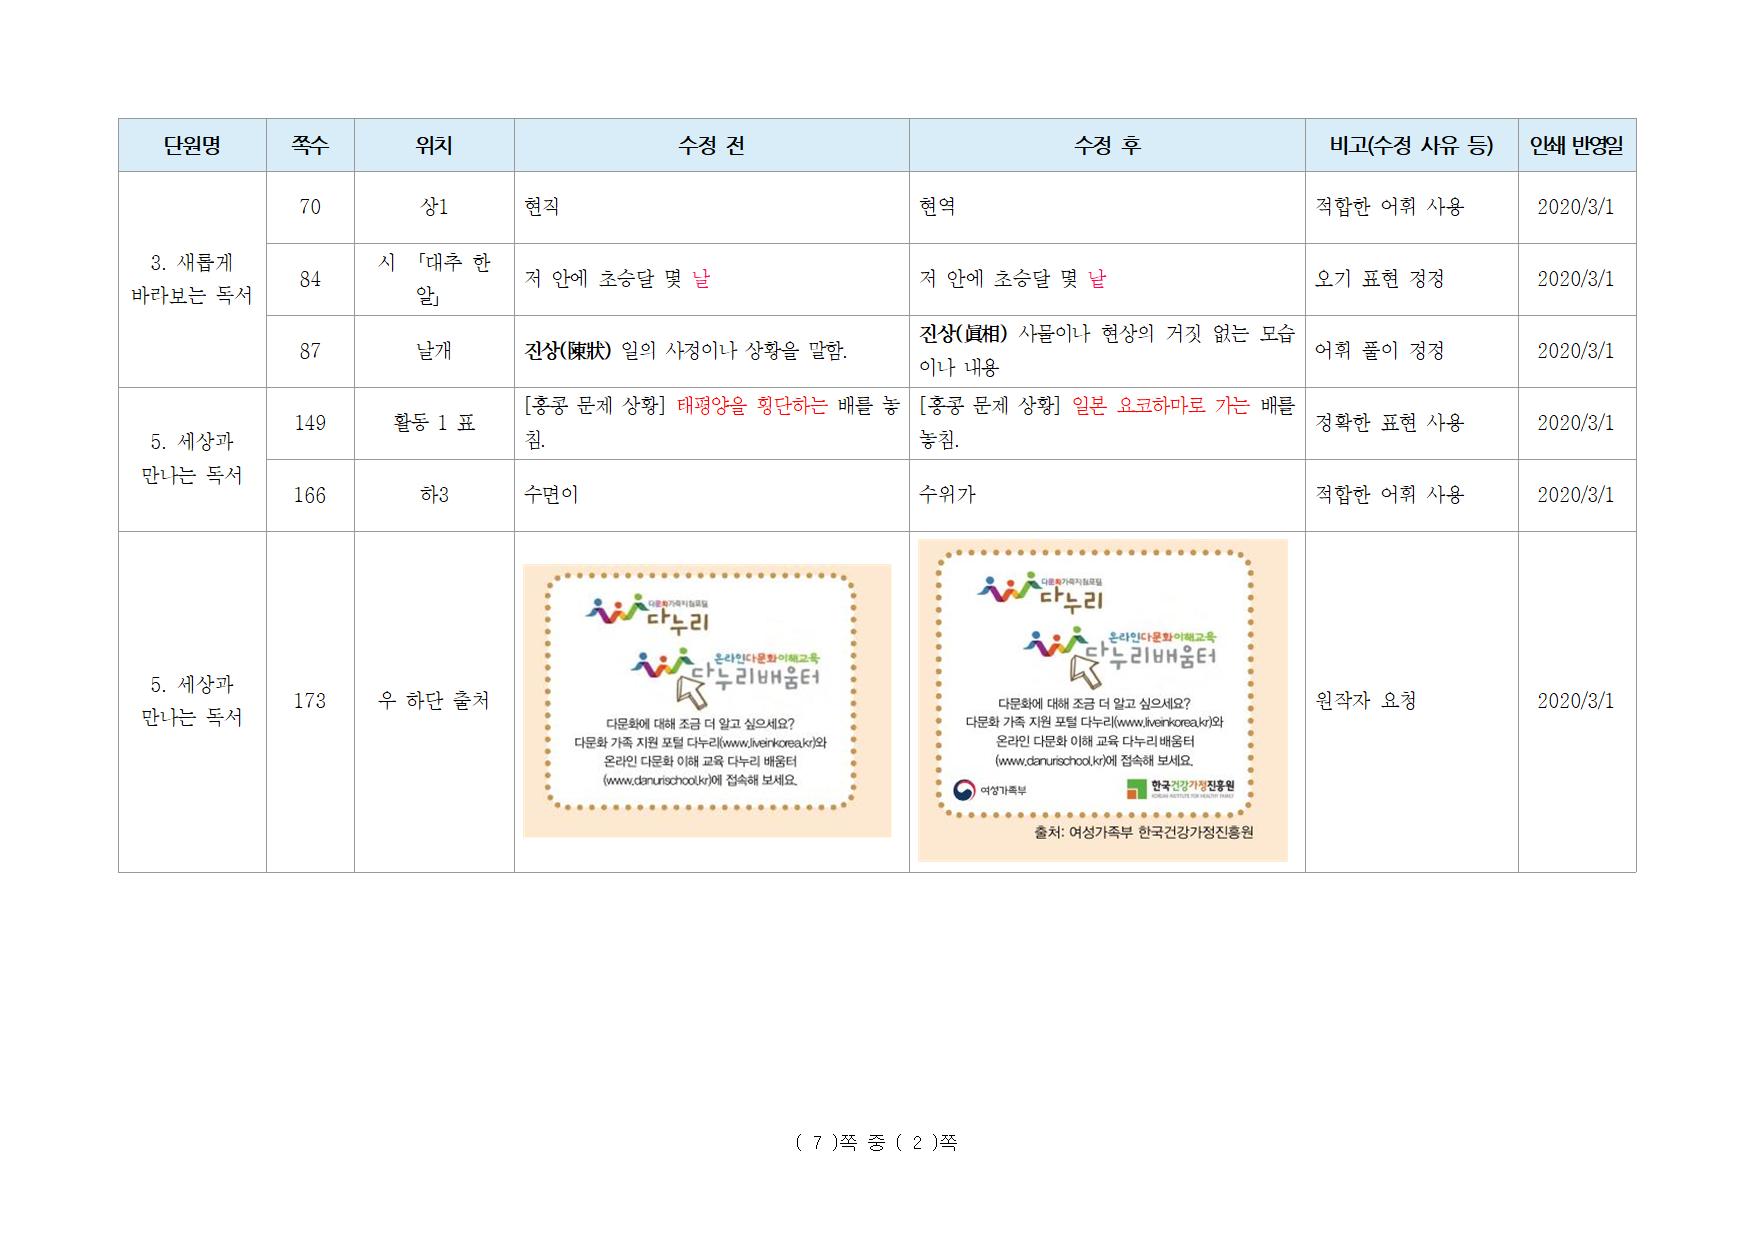 단원명 쪽수 위치 수정 전 수정 후 비고(수정 사유 등) 인쇄 반영일
3. 새롭게
바라보는 독서
70 상1 현직 현역 적합한 어휘 사용 2020/3/1
84 시 「대추 한
알」
저 안에 초승달 몇 날 저 안에 초승달 몇 낱 오기 표현 정정 2020/3/1
87 날개 진상(陳狀) 일의 사정이나 상황을 말함. 진상(眞相) 사물이나 현상의 거짓 없는 모습
이나 내용
어휘 풀이 정정 2020/3/1
5. 세상과
만나는 독서
149 활동 1 표 [홍콩 문제 상황] 태평양을 횡단하는 배를 놓
침.
[홍콩 문제 상황] 일본 요코하마로 가는 배를
놓침.
정확한 표현 사용 2020/3/1
166 하3 수면이 수위가 적합한 어휘 사용 2020/3/1
5. 세상과
만나는 독서
173 우 하단 출처
다문화가족지원포털
다누리
온라인다문화이해교육
다누리배움터
다문화에 대해 조금 더 알고 싶으세요?
다문화 가족 지원 포털 다누리(www.liveinkorea.kr)와
온라인 다문화 이해 교육 다누리 배움터
(www.danurischool.kr)에 접속해 보세요.
다문화가족지원포털
다누리
온라인다문화이해교육
다누리배움터
다문화에 대해 조금 더 알고 싶으세요?
다문화 가족 지원 포털 다누리(www.liveinkorea.kr)와
온라인 다문화 이해 교육 다누리 배움터
(www.danurischool.kr)에 접속해 보세요.
여성가족부 한국건강가정진흥원
KOREAN INSTITUTE FOR HEALTHY FAMILY
출처: 여성가족부 한국건강가정진흥원
원작자 요청 2020/3/1
( 7 )쪽 중 ( 2 )쪽